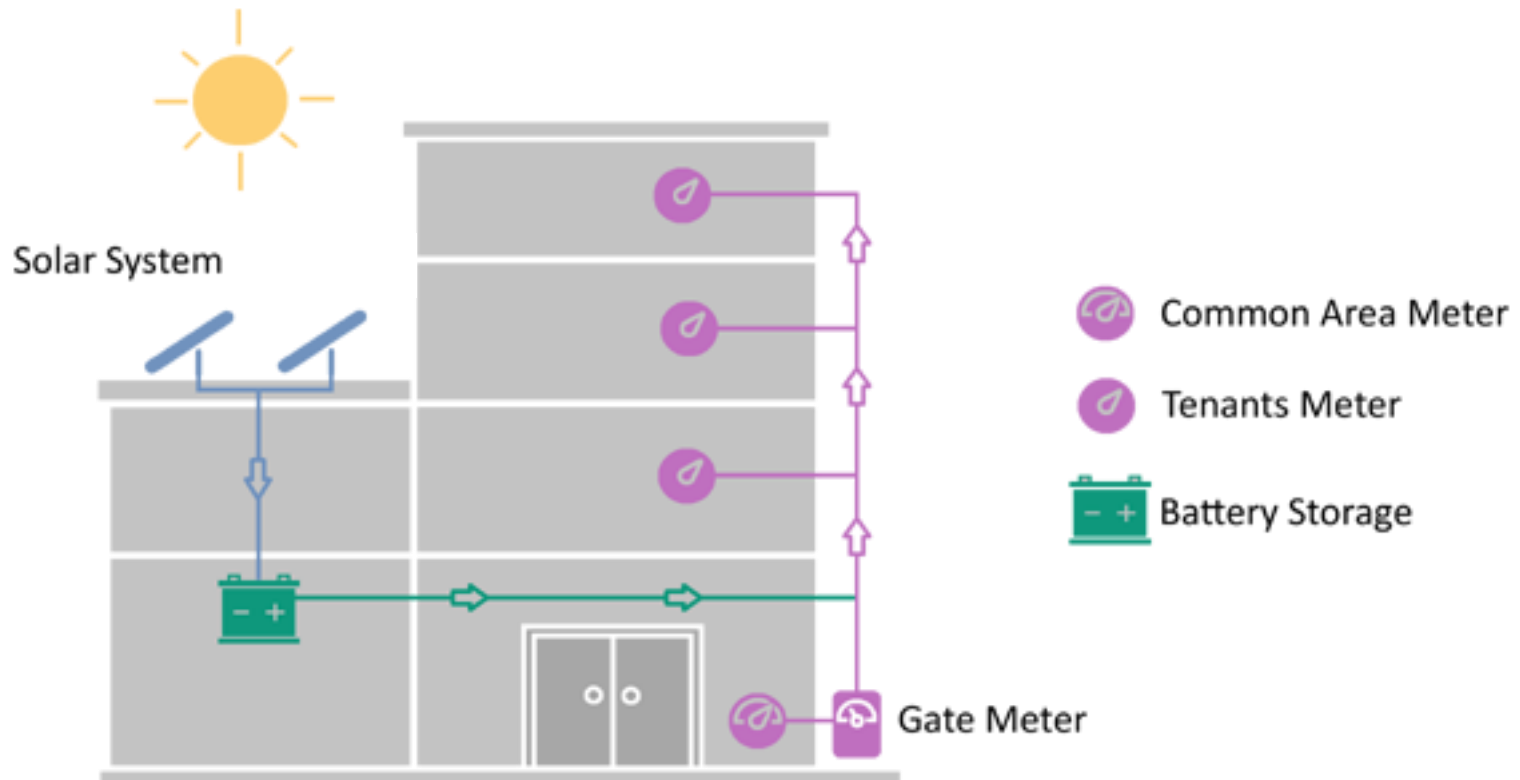 Solar System
Common Area Meter
Tenants Meter
Battery Storage
Gate Meter